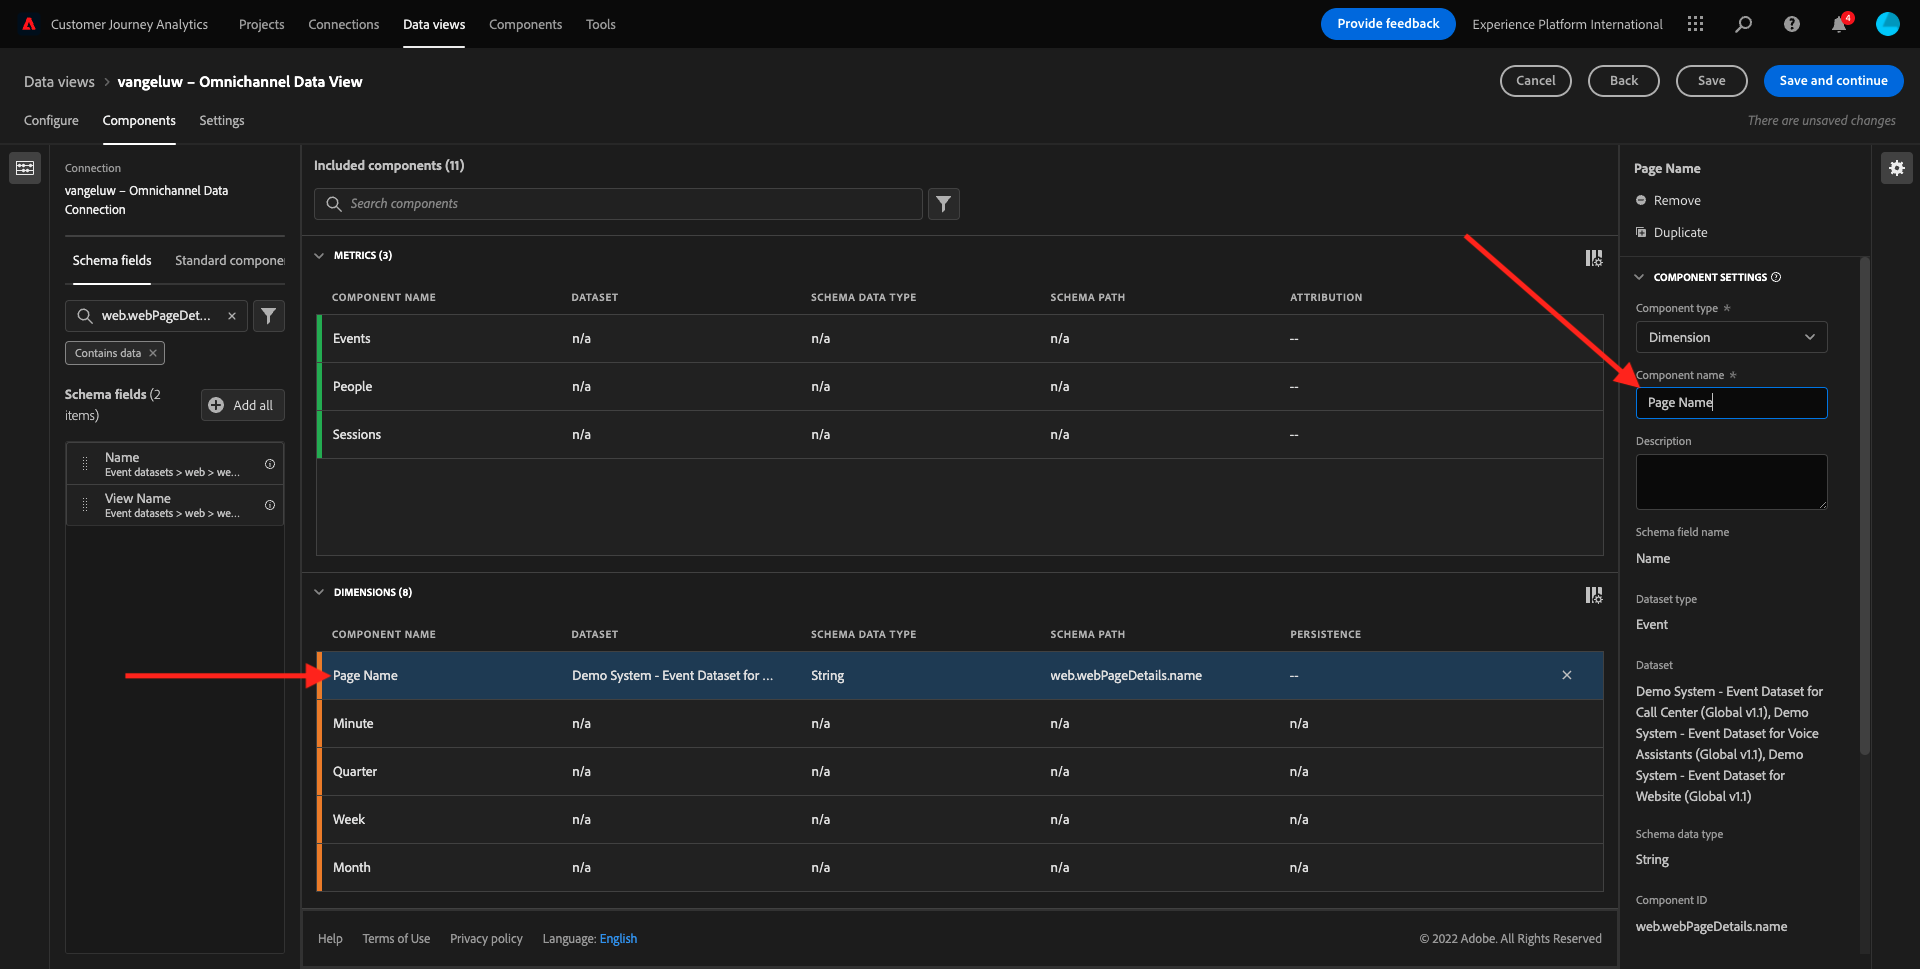 Customer Journey Analytics Projects Connections Data views Components Tools Provide feedback Experience Platform International 4
Data views > vangeluw – Omnichannel Data View Cancel Back Save Save and continue
Configure Components Settings There are unsaved changes
Connection
vangeluw – Omnichannel Data
Connection
Schema fields Standard compone
web.webPageDet...
Contains data
Schema fields (2
items)
Add all
Name
Event datasets > web > we...
View Name
Event datasets > web > we...
Included components (11)
Search components
METRICS (3)
COMPONENT NAME DATASET SCHEMA DATA TYPE SCHEMA PATH ATTRIBUTION
Events n/a n/a n/a --
People n/a n/a n/a --
Sessions n/a n/a n/a --
DIMENSIONS (8)
COMPONENT NAME DATASET SCHEMA DATA TYPE SCHEMA PATH PERSISTENCE
Page Name Demo System - Event Dataset for ... String web.webPageDetails.name --
Minute n/a n/a n/a n/a
Quarter n/a n/a n/a n/a
Week n/a n/a n/a n/a
Month n/a n/a n/a n/a
Help Terms of Use Privacy policy Language: English © 2022 Adobe. All Rights Reserved
Page Name
Remove
Duplicate
COMPONENT SETTINGS
Component type *
Dimension
Component name *
Page Name
Description
Schema field name
Name
Dataset type
Event
Dataset
Demo System - Event Dataset for
Call Center (Global v1.1), Demo
System - Event Dataset for Voice
Assistants (Global v1.1), Demo
System - Event Dataset for
Website (Global v1.1)
Schema data type
String
Component ID
web.webPageDetails.name